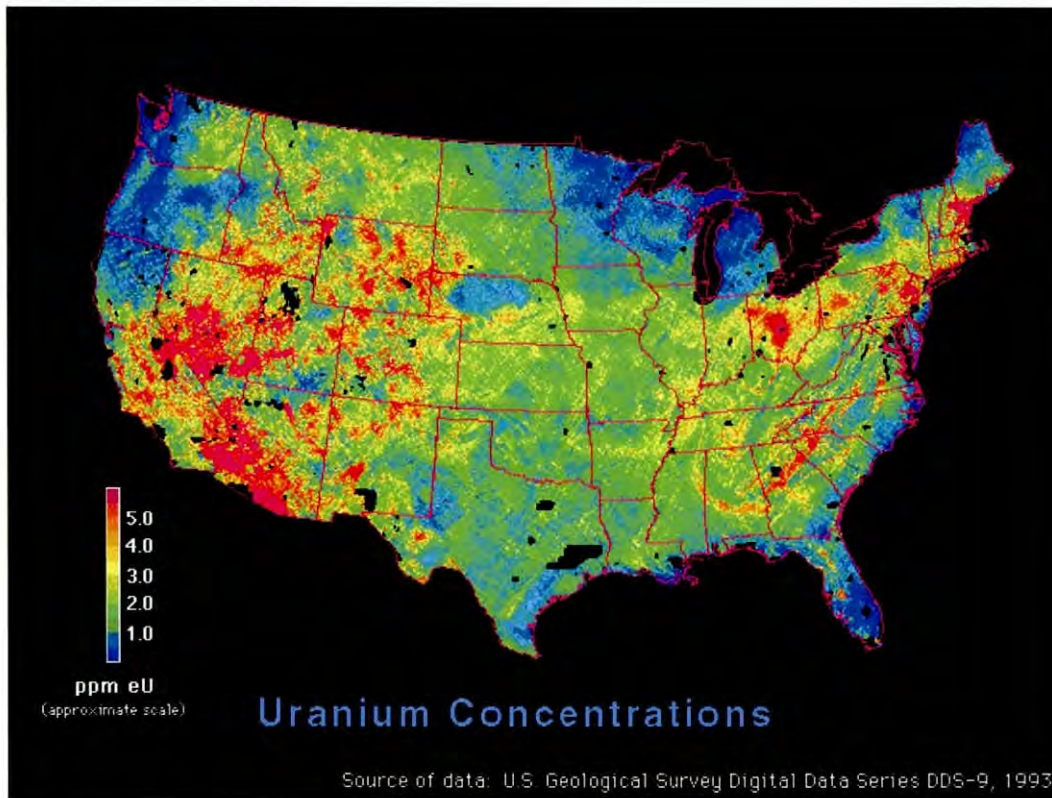 5.0
4.0
3.0
2.0
1.0
ppm eU
(approximate scale)
Uranium Concentrations
Source of data: U.S. Geological Survey Digital Data Series DDS-9, 1993